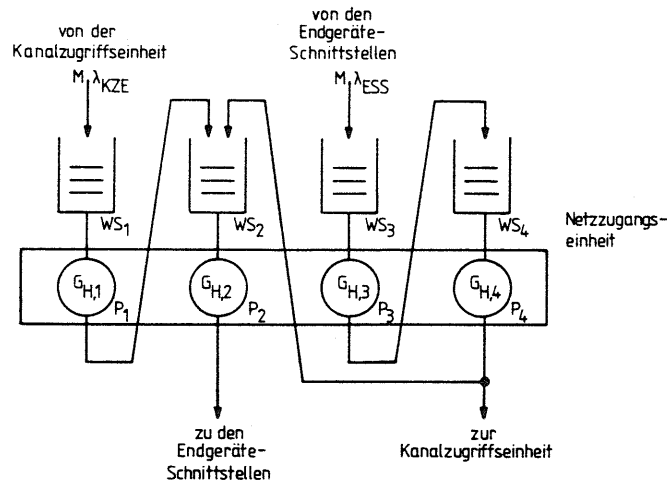 von der
Kanalzugriffseinheit
M, λKZE
von den
Endgeräte-
Schnittstellen
M, λESS
WS1
WS2
WS3
WS4
Netzzugangs-
einheit
GH,1
P1
GH,2
P2
GH,3
P3
GH,4
P4
zu den
Endgeräte-
Schnittstellen
zur
Kanalzugriffseinheit